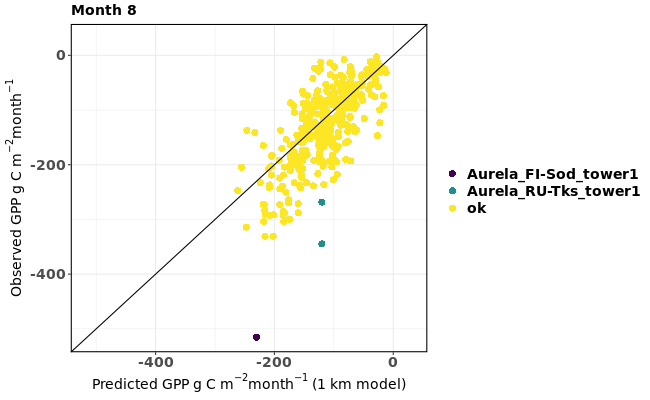 Month 8
Observed GPP g C m−2month−1
0
-200
-400
-400
-200
0
Predicted GPP g C m−2month−1 (1 km model)
Aurela_FI-Sod_tower1
Aurela_RU-Tks_tower1
ok